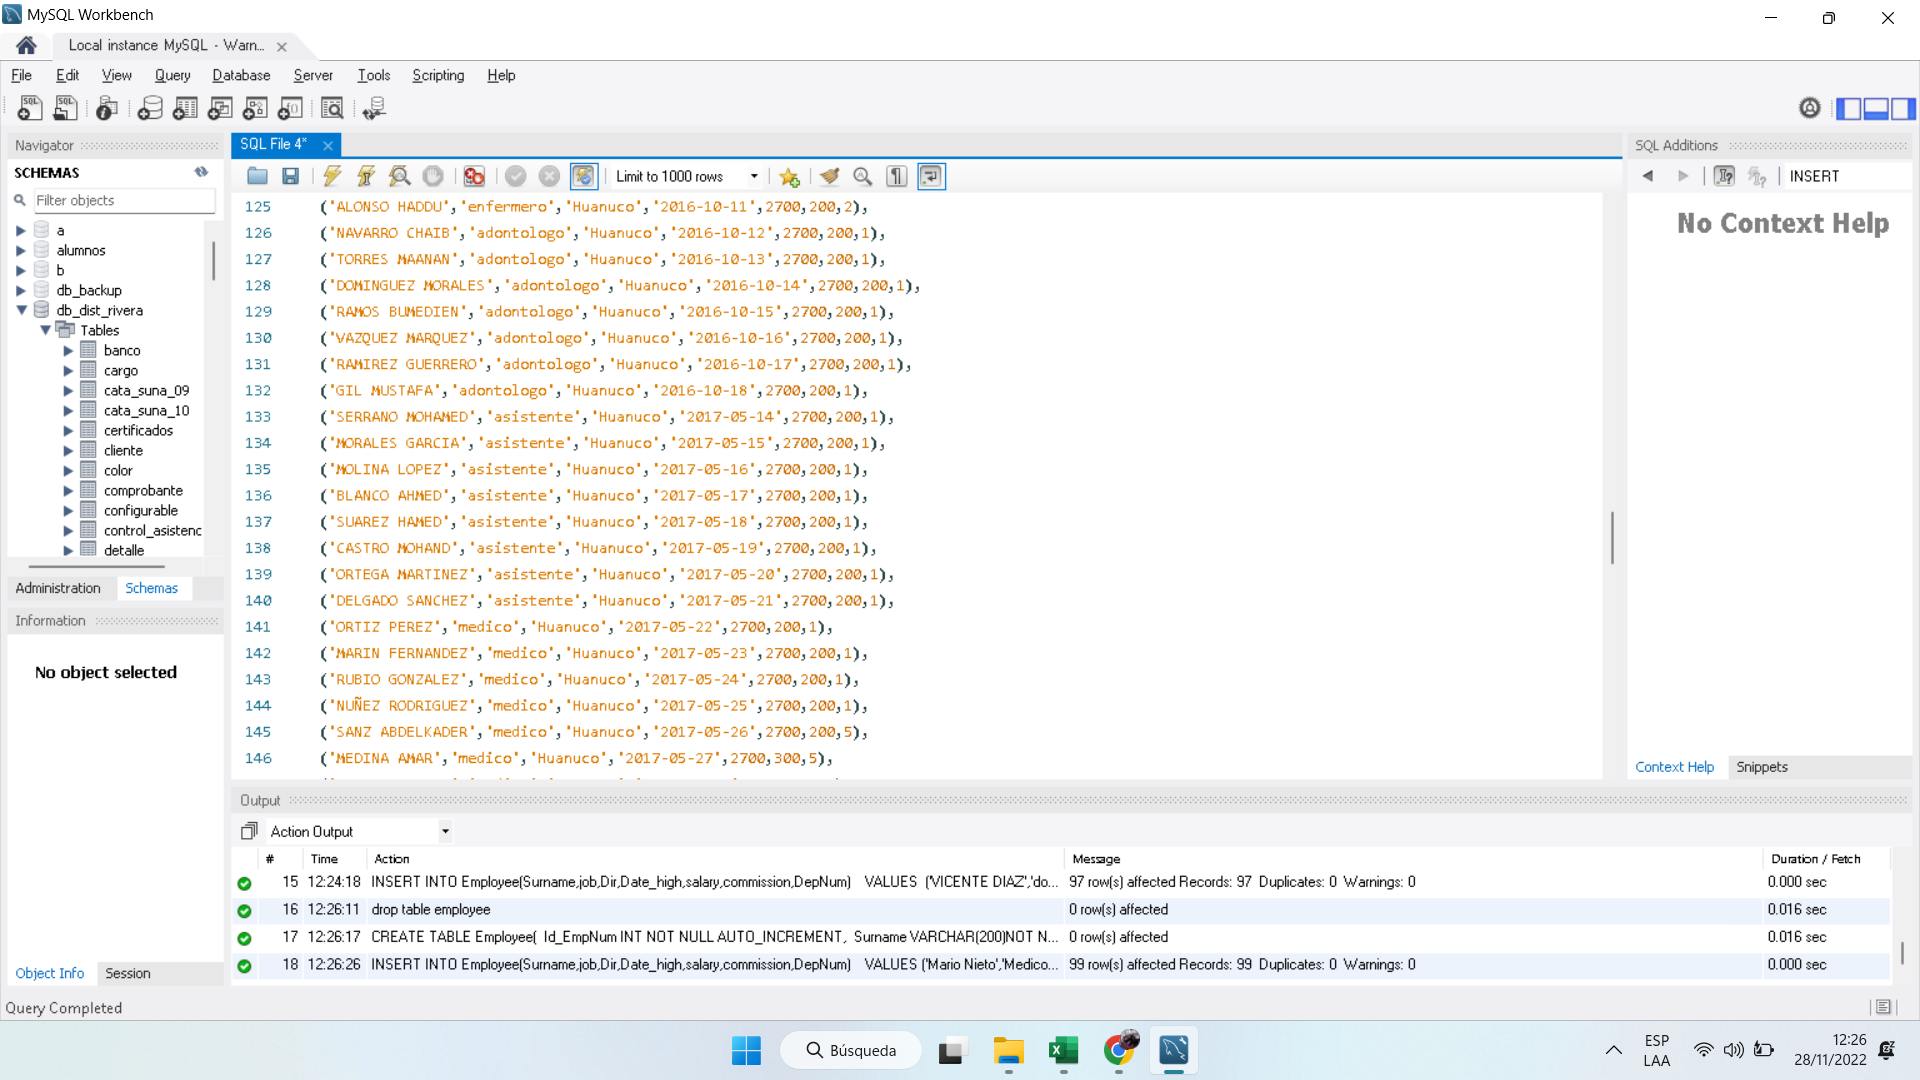 MySQL Workbench
Local instance MySQL - Warn...
File Edit View Query Database Server Tools Scripting Help
Navigator
SCHEMAS
Filter objects
a
alumnos
b
db_backup
db_dist_rivera
Tables
banco
cargo
cata_suna_09
cata_suna_10
certificados
cliente
color
comprobante
configurable
control_asistenc
detalle
Administration Schemas
Information
No object selected
Object Info Session
Query Completed
SQL File 4*
Limit to 1000 rows
125 ('ALONSO HADDU','enfermero','Huanuco','2016-10-11',2700,200,2),
126 ('NAVARRO CHAIB','adontologo','Huanuco','2016-10-12',2700,200,1),
127 ('TORRES MAANAN','adontologo','Huanuco','2016-10-13',2700,200,1),
128 ('DOMINGUEZ MORALES','adontologo','Huanuco','2016-10-14',2700,200,1),
129 ('RAMOS BUMEDIEN','adontologo','Huanuco','2016-10-15',2700,200,1),
130 ('VAZQUEZ MARQUEZ','adontologo','Huanuco','2016-10-16',2700,200,1),
131 ('RAMIREZ GUERRERO','adontologo','Huanuco','2016-10-17',2700,200,1),
132 ('GIL MUSTAFA','adontologo','Huanuco','2016-10-18',2700,200,1),
133 ('SERRANO MOHAMED','asistente','Huanuco','2017-05-14',2700,200,1),
134 ('MORALES GARCIA','asistente','Huanuco','2017-05-15',2700,200,1),
135 ('MOLINA LOPEZ','asistente','Huanuco','2017-05-16',2700,200,1),
136 ('BLANCO AHMED','asistente','Huanuco','2017-05-17',2700,200,1),
137 ('SUAREZ HAMED','asistente','Huanuco','2017-05-18',2700,200,1),
138 ('CASTRO MOHAND','asistente','Huanuco','2017-05-19',2700,200,1),
139 ('ORTEGA MARTINEZ','asistente','Huanuco','2017-05-20',2700,200,1),
140 ('DELGADO SANCHEZ','asistente','Huanuco','2017-05-21',2700,200,1),
141 ('ORTIZ PEREZ','medico','Huanuco','2017-05-22',2700,200,1),
142 ('MARIN FERNANDEZ','medico','Huanuco','2017-05-23',2700,200,1),
143 ('RUBIO GONZALEZ','medico','Huanuco','2017-05-24',2700,200,1),
144 ('NUÑEZ RODRIGUEZ','medico','Huanuco','2017-05-25',2700,200,1),
145 ('SANZ ABDELKADER','medico','Huanuco','2017-05-26',2700,200,5),
146 ('MEDINA AMAR','medico','Huanuco','2017-05-27',2700,300,5),
SQL Additions
INSERT
No Context Help
Context Help Snippets
Output
Action Output
# Time Action Message Duration / Fetch
15 12:24:18 INSERT INTO Employee(Surname,job,Dir,Date_high,salary,commission,DepNum) VALUES ('VICENTE DIAZ','do... 97 row(s) affected Records: 97 Duplicates: 0 Warnings: 0 0.000 sec
16 12:26:11 drop table employee 0 row(s) affected 0.016 sec
17 12:26:17 CREATE TABLE Employee( Id_EmpNum INT NOT NULL AUTO_INCREMENT, Surname VARCHAR(200)NOT N... 0 row(s) affected 0.016 sec
18 12:26:26 INSERT INTO Employee(Surname,job,Dir,Date_high,salary,commission,DepNum) VALUES ('Mario Nieto','Medico... 99 row(s) affected Records: 99 Duplicates: 0 Warnings: 0 0.000 sec
Búsqueda
ESP
LAA
12:26
28/11/2022